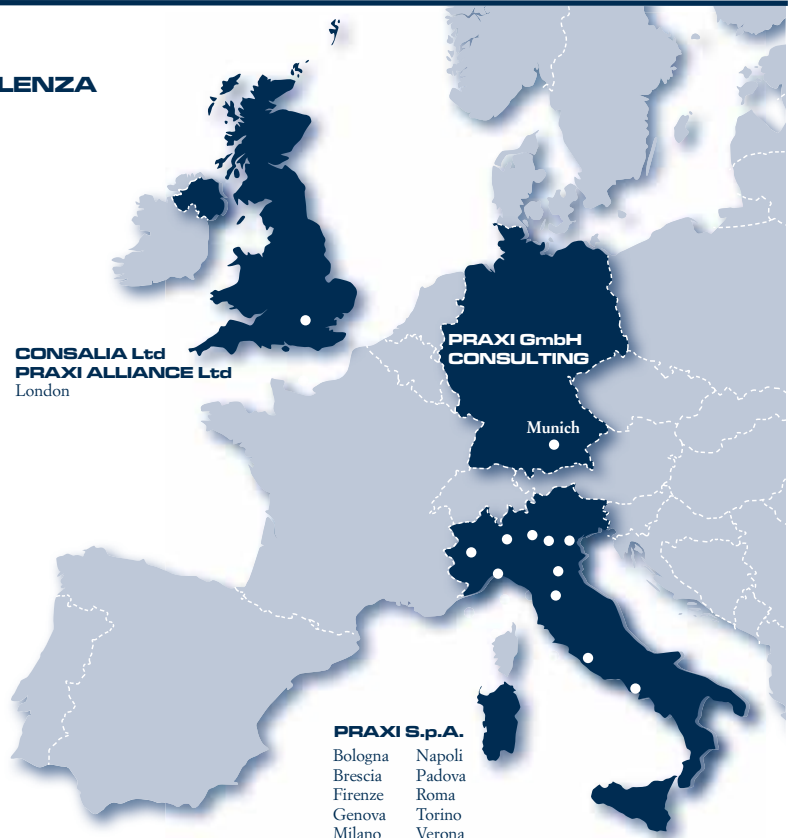 LENZA
CONSALIA Ltd
PRAXI ALLIANCE Ltd
London
PRAXI GmbH
CONSULTING
Munich
PRAXI S.p.A.
Bologna Napoli
Brescia Padova
Firenze Roma
Genova Torino
Milano Verona